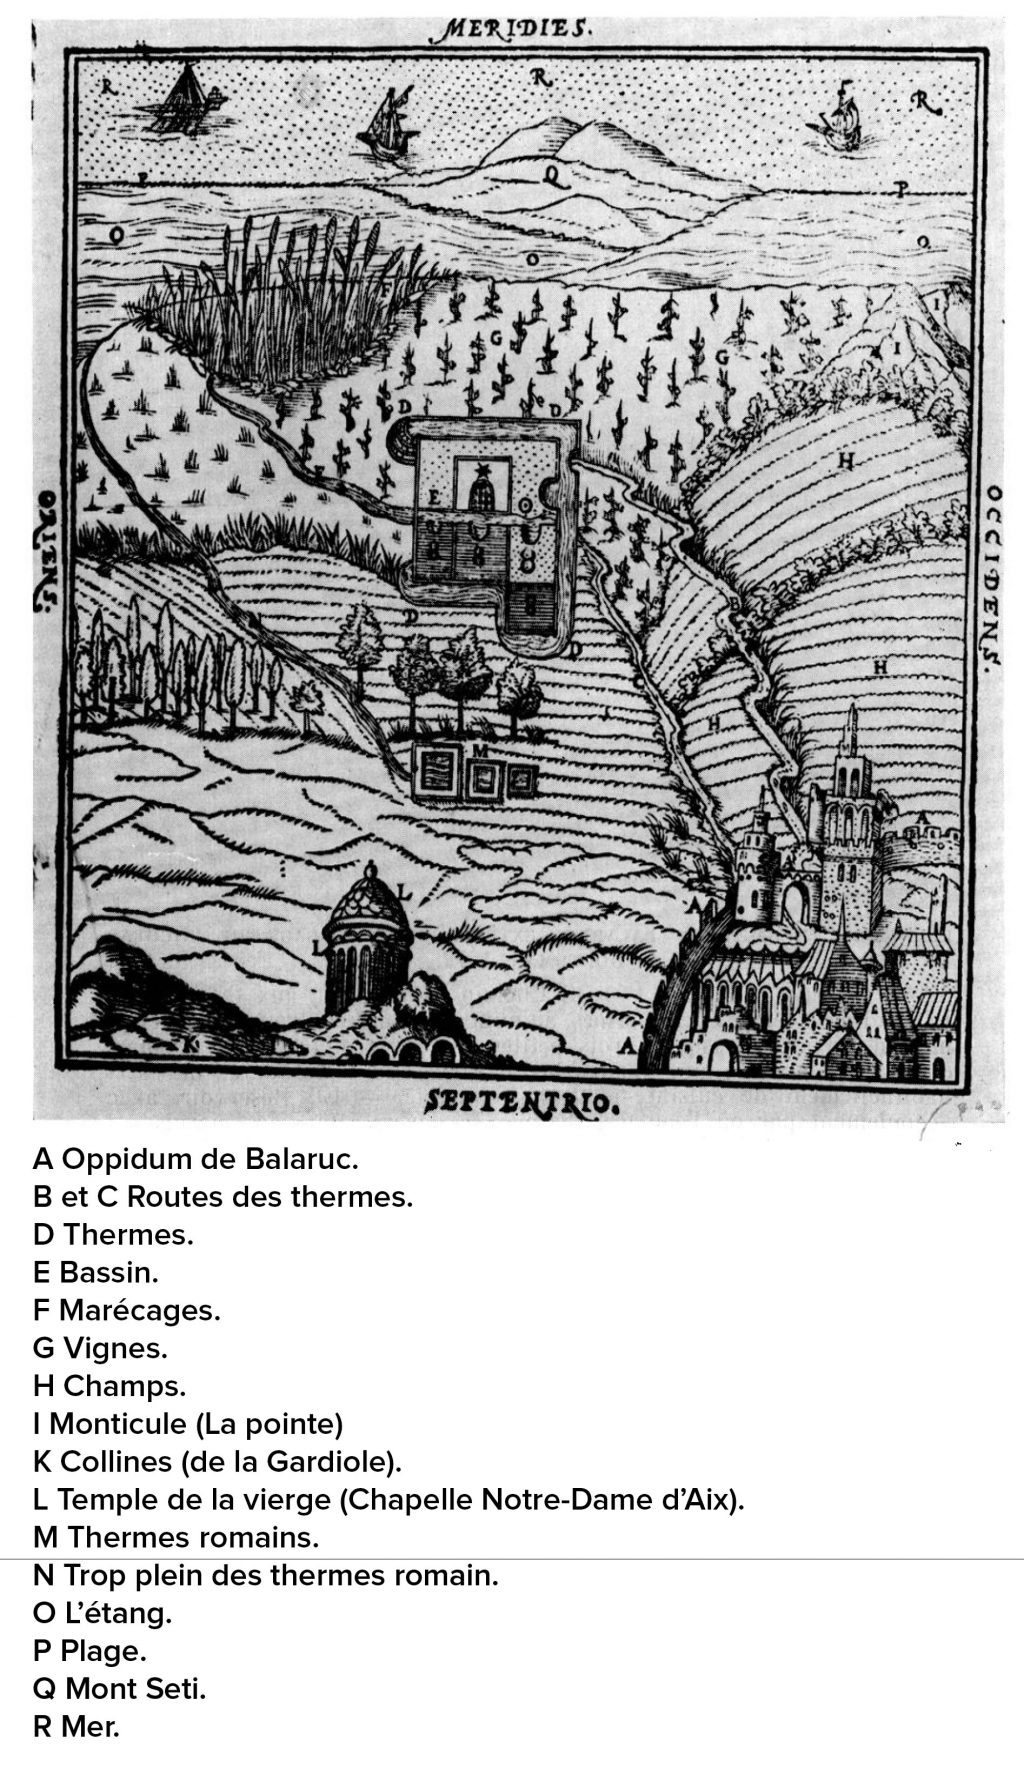 MERIDIES.
R R R
Q
P P
O O
O
F I
G
G I
D D
H
E
E O
ORIENS.
OCCIDENS.
B
D
D
H
H
M
A
A
L A
L
K A
SEPTENTRIO.
A Oppidum de Balaruc.
B et C Routes des thermes.
D Thermes.
E Bassin.
F Marécages.
G Vignes.
H Champs.
I Monticule (La pointe)
K Collines (de la Gardiole).
L Temple de la vierge (Chapelle Notre-Dame d’Aix).
M Thermes romains.
N Trop plein des thermes romain.
O L’étang.
P Plage.
Q Mont Seti.
R Mer.